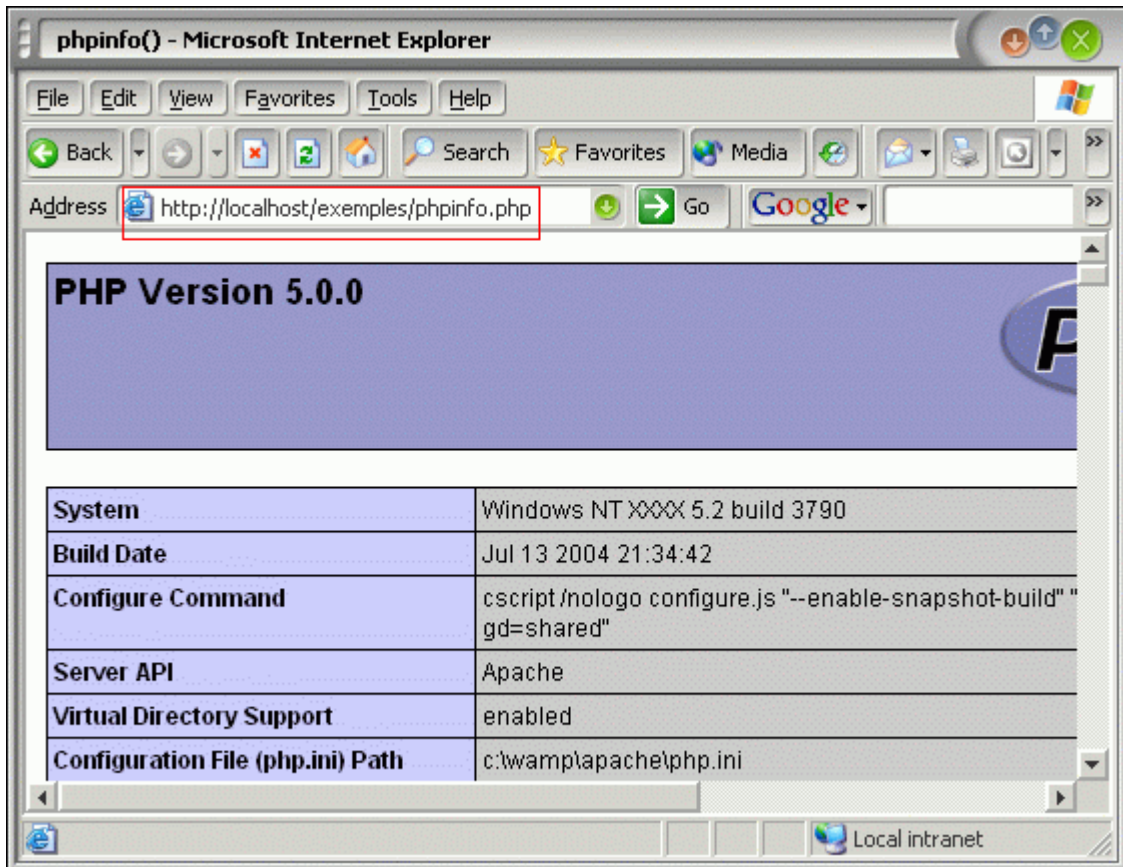 phpinfo() - Microsoft Internet Explorer
File Edit View Favorites Tools Help
Back Search Favorites Media »
Address http://localhost/exemples/phpinfo.php Go Google »
PHP Version 5.0.0
P
System Windows NT XXXX 5.2 build 3790
Build Date Jul 13 2004 21:34:42
Configure Command cscript /nologo configure.js "--enable-snapshot-build" "
gd=shared"
Server API Apache
Virtual Directory Support enabled
Configuration File (php.ini) Path c:\wamp\apache\php.ini
Local intranet